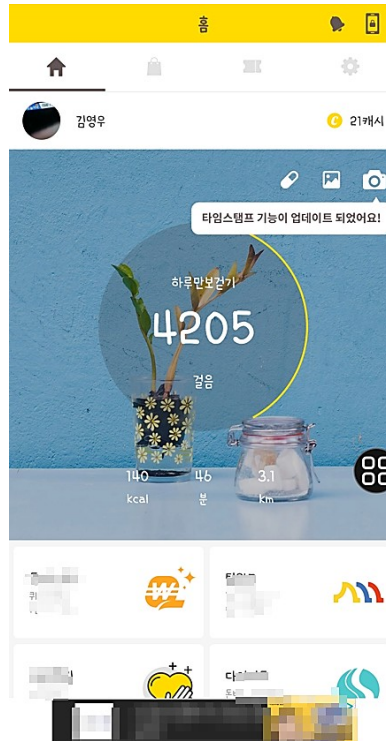 홈
김영우
21캐시
타임스탬프 기능이 업데이트 되었어요!
하루만보걷기
4205
걸음
140 46 3.1
kcal 분 km